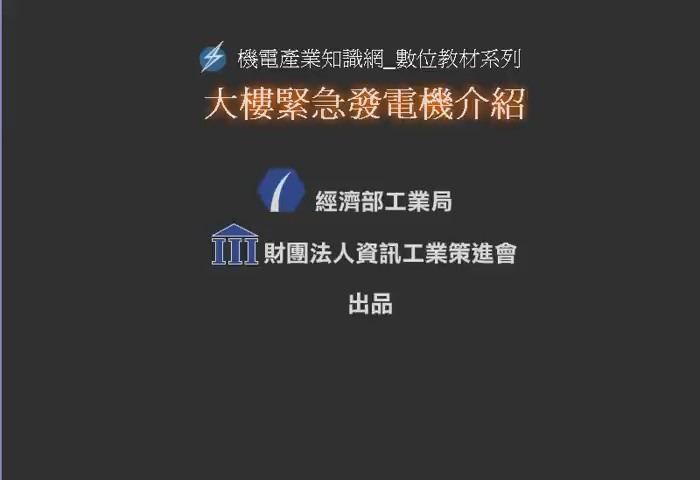 機電產業知識網_數位教材系列
大樓緊急發電機介紹
經濟部工業局
財團法人資訊工業策進會
出品